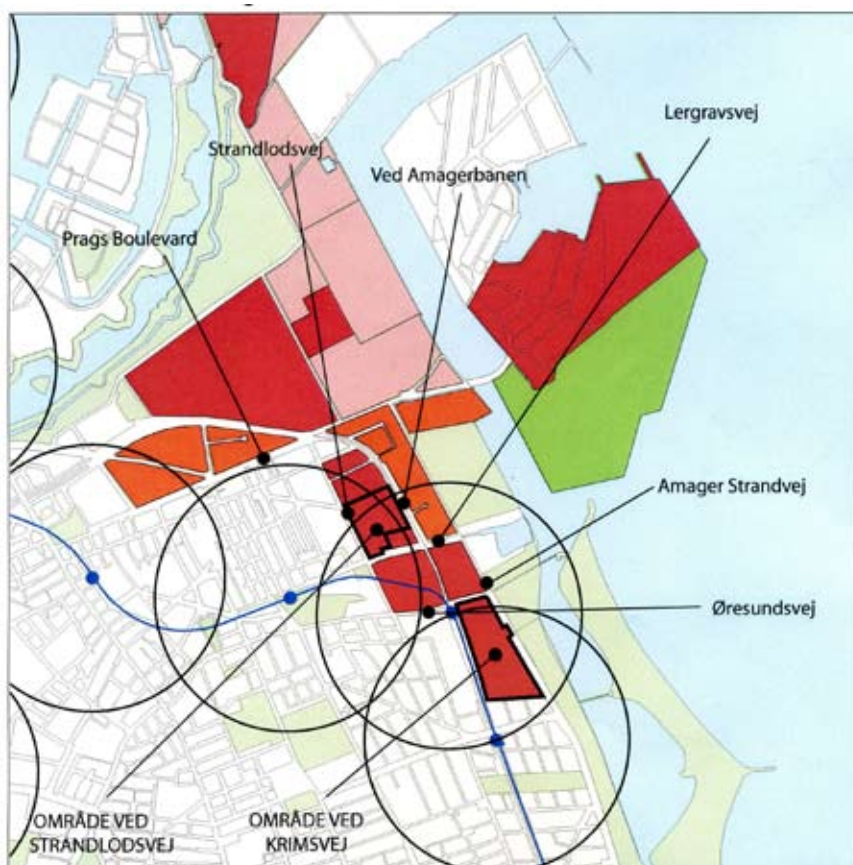 Lergravsvej
Strandlodsvej
Ved Amagerbanen
Prags Boulevard
Amager Strandvej
Øresundsvej
OMRÅDE VED
STRANDLODSVEJ
OMRÅDE VED
KRIMSVEJ